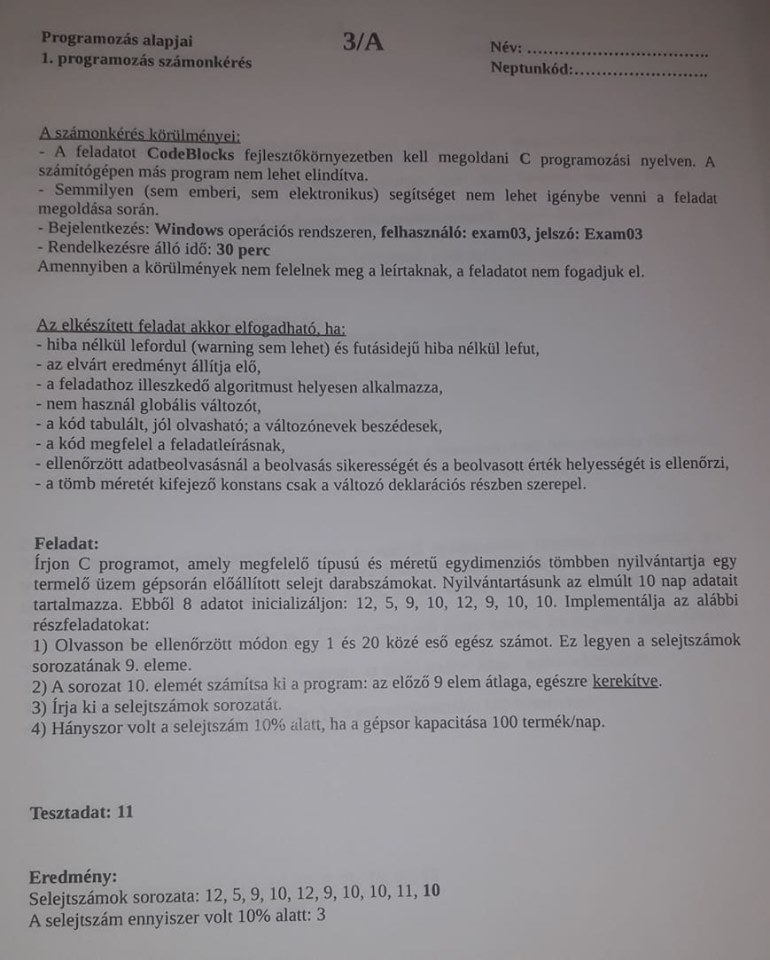 Programozás alapjai
3/A
Név: ……………………………..
1. programozás számonkérés
Neptunkód:……………………..
A számonkérés körülményei:
- A feladatot CodeBlocks fejlesztőkörnyezetben kell megoldani C programozási nyelven. A
számítógépen más program nem lehet elindítva.
- Semmilyen (sem emberi, sem elektronikus) segítséget nem lehet igénybe venni a feladat
megoldása során.
- Bejelentkezés: Windows operációs rendszeren, felhasználó: exam03, jelszó: Exam03
- Rendelkezésre álló idő: 30 perc
Amennyiben a körülmények nem felelnek meg a leírtaknak, a feladatot nem fogadjuk el.
Az elkészített feladat akkor elfogadható, ha:
- hiba nélkül lefordul (warning sem lehet) és futásidejű hiba nélkül lefut,
- az elvárt eredményt állítja elő,
- a feladathoz illeszkedő algoritmust helyesen alkalmazza,
- nem használ globális változót,
- a kód tabulált, jól olvasható; a változónevek beszédesek,
- a kód megfelel a feladatleírásnak,
- ellenőrzött adatbeolvasásnál a beolvasás sikerességét és a beolvasott érték helyességét is ellenőrzi,
- a tömb méretét kifejező konstans csak a változó deklarációs részben szerepel.
Feladat:
Írjon C programot, amely megfelelő típusú és méretű egydimenziós tömbben nyilvántartja egy
termelő üzem gépsorán előállított selejt darabszámokat. Nyilvántartásunk az elmúlt 10 nap adatait
tartalmazza. Ebből 8 adatot inicializáljon: 12, 5, 9, 10, 12, 9, 10, 10. Implementálja az alábbi
részfeladatokat:
1) Olvasson be ellenőrzött módon egy 1 és 20 közé eső egész számot. Ez legyen a selejtszámok
sorozatának 9. eleme.
2) A sorozat 10. elemét számítsa ki a program: az előző 9 elem átlaga, egészre kerekítve.
3) Írja ki a selejtszámok sorozatát.
4) Hányszor volt a selejtszám 10% alatt, ha a gépsor kapacitása 100 termék/nap.
Tesztadat: 11
Eredmény:
Selejtszámok sorozata: 12, 5, 9, 10, 12, 9, 10, 10, 11, 10
A selejtszám ennyiszer volt 10% alatt: 3